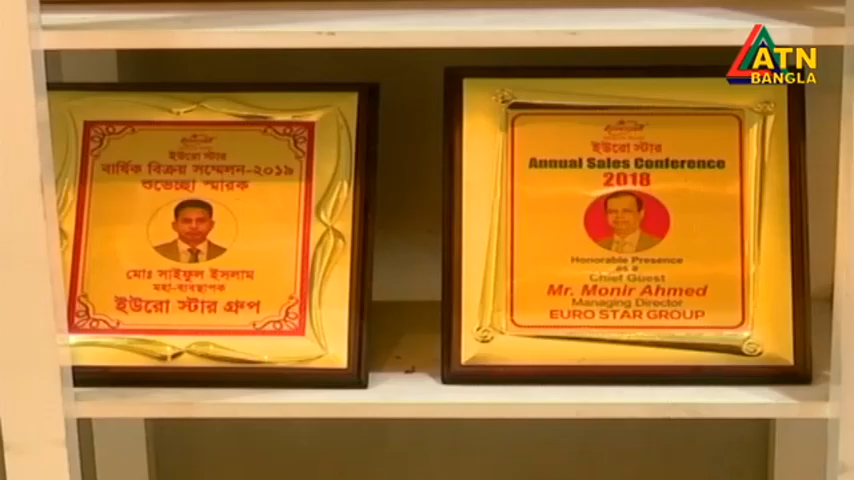 ATN
BANGLA
ইউরো স্টার
বার্ষিক বিক্রয় সম্মেলন-২০১৯
শুভেচ্ছা স্মারক
মোঃ সাইফুল ইসলাম
মহা-ব্যবস্থাপক
ইউরো স্টার গ্রুপ
ইউরো স্টার
Annual Sales Conference
2018
Honorable Presence
as a
Chief Guest
Mr. Monir Ahmed
Managing Director
EURO STAR GROUP